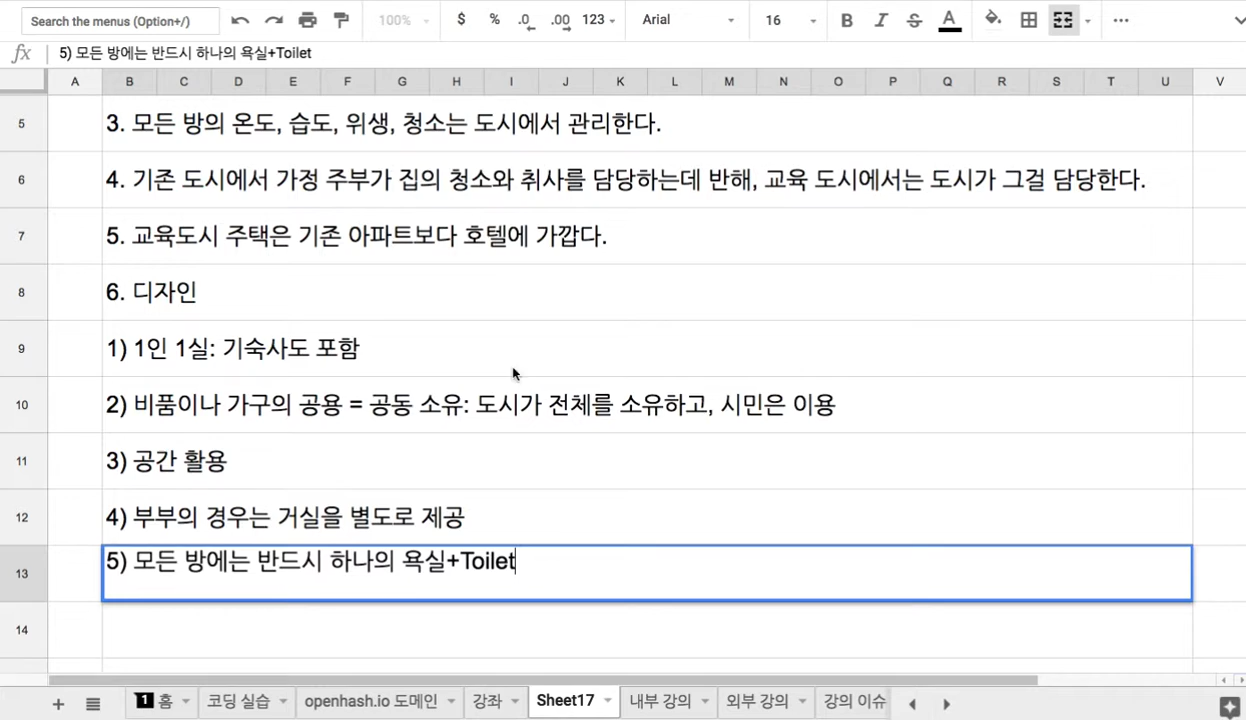 Search the menus (Option+/)
100%
$ % .0 .00 123
Arial
16
B I S A
fx 5) 모든 방에는 반드시 하나의 욕실+Toilet
A B C D E F G H I J K L M N O P Q R S T U V
5 3. 모든 방의 온도, 습도, 위생, 청소는 도시에서 관리한다.
6 4. 기존 도시에서 가정 주부가 집의 청소와 취사를 담당하는데 반해, 교육 도시에서는 도시가 그걸 담당한다.
7 5. 교육도시 주택은 기존 아파트보다 호텔에 가깝다.
8 6. 디자인
9 1) 1인 1실: 기숙사도 포함
10 2) 비품이나 가구의 공용 = 공동 소유: 도시가 전체를 소유하고, 시민은 이용
11 3) 공간 활용
12 4) 부부의 경우는 거실을 별도로 제공
13 5) 모든 방에는 반드시 하나의 욕실+Toilet
14
1 홈 코딩 실습 openhash.io 도메인 강좌 Sheet17 내부 강의 외부 강의 강의 이슈